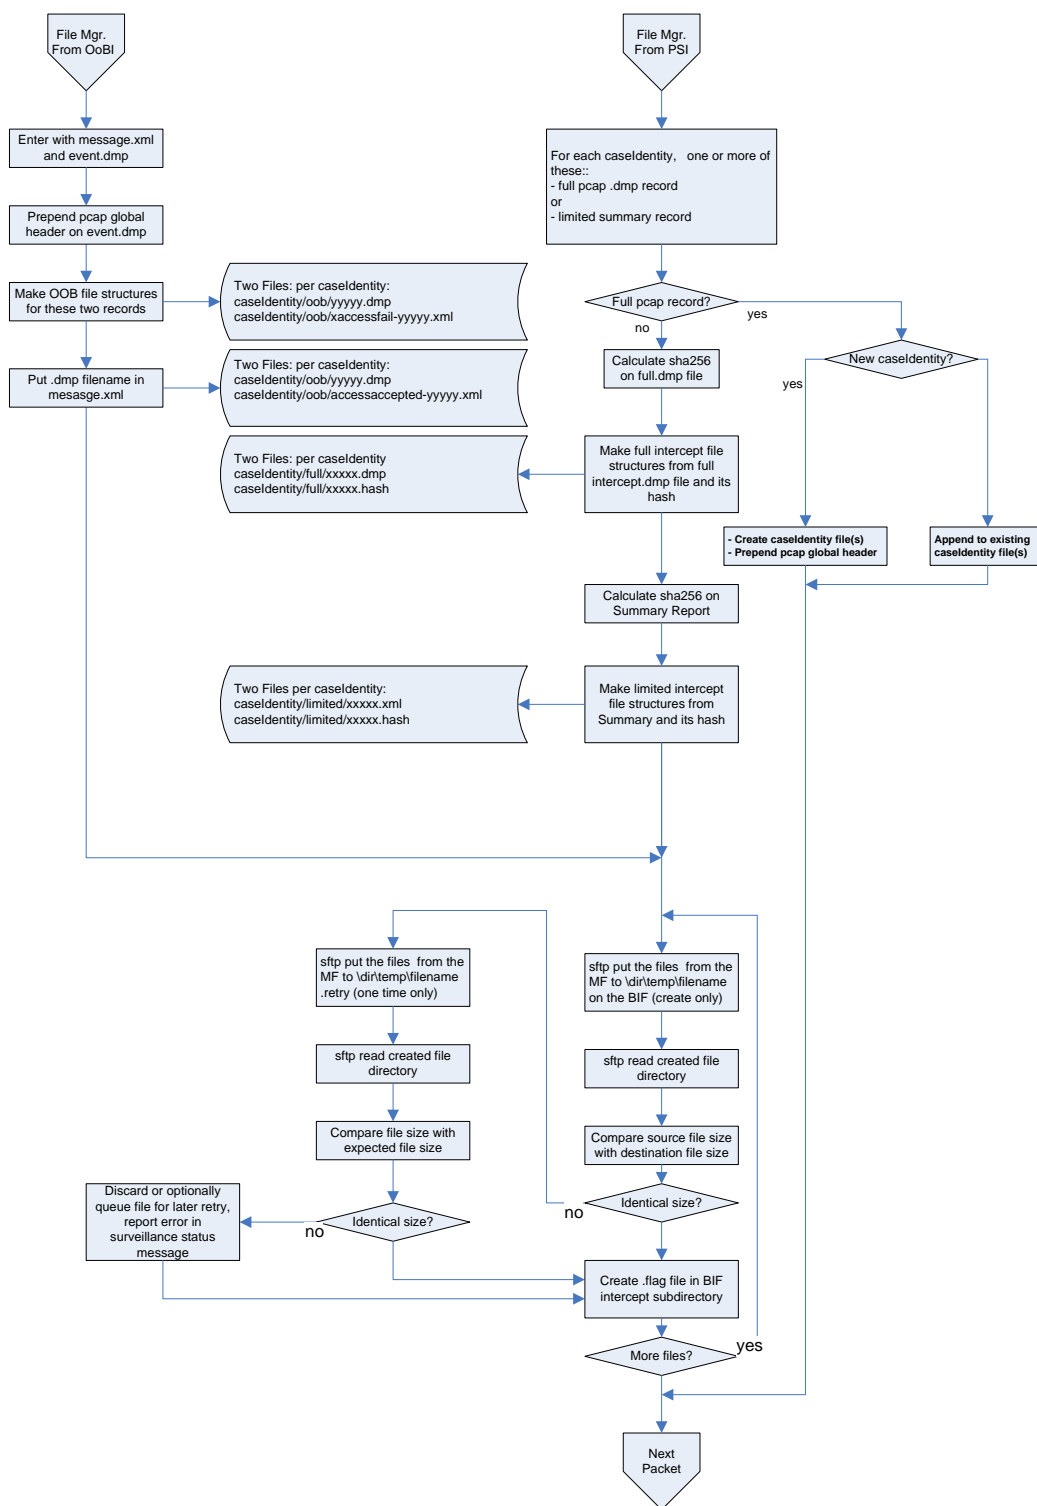 File Mgr.
From OoBI
File Mgr.
From PSI
Enter with message.xml
and event.dmp
For each caseIdentity,   one or more of
these::
- full pcap .dmp record
or
- limited summary record
Prepend pcap global
header on event.dmp
Make OOB file structures
for these two records
Two Files: per caseIdentity:
caseIdentity/oob/yyyyy.dmp
caseIdentity/oob/xaccessfail-yyyyy.xml
Full pcap record?
yes
no
Put .dmp filename in
mesasge.xml
Two Files: per caseIdentity:
caseIdentity/oob/yyyyy.dmp
caseIdentity/oob/accessaccepted-yyyyy.xml
Calculate sha256
on full.dmp file
New caseIdentity?
yes
Two Files: per caseIdentity
caseIdentity/full/xxxxx.dmp
caseIdentity/full/xxxxx.hash
Make full intercept file
structures from full
intercept.dmp file and its
hash
- Create caseIdentity file(s)
- Prepend pcap global header
Append to existing
caseIdentity file(s)
Calculate sha256 on
Summary Report
Two Files per caseIdentity:
caseIdentity/limited/xxxxx.xml
caseIdentity/limited/xxxxx.hash
Make limited intercept
file structures from
Summary and its hash
sftp put the files  from the
MF to \dir\temp\filename
.retry (one time only)
sftp put the files  from the
MF to \dir\temp\filename
on the BIF (create only)
sftp read created file
directory
sftp read created file
directory
Compare file size with
expected file size
Compare source file size
with destination file size
Discard or optionally
queue file for later retry,
report error in
surveillance status
message
no
Identical size?
no
Identical size?
Create .flag file in BIF
intercept subdirectory
More files?
yes
Next
Packet